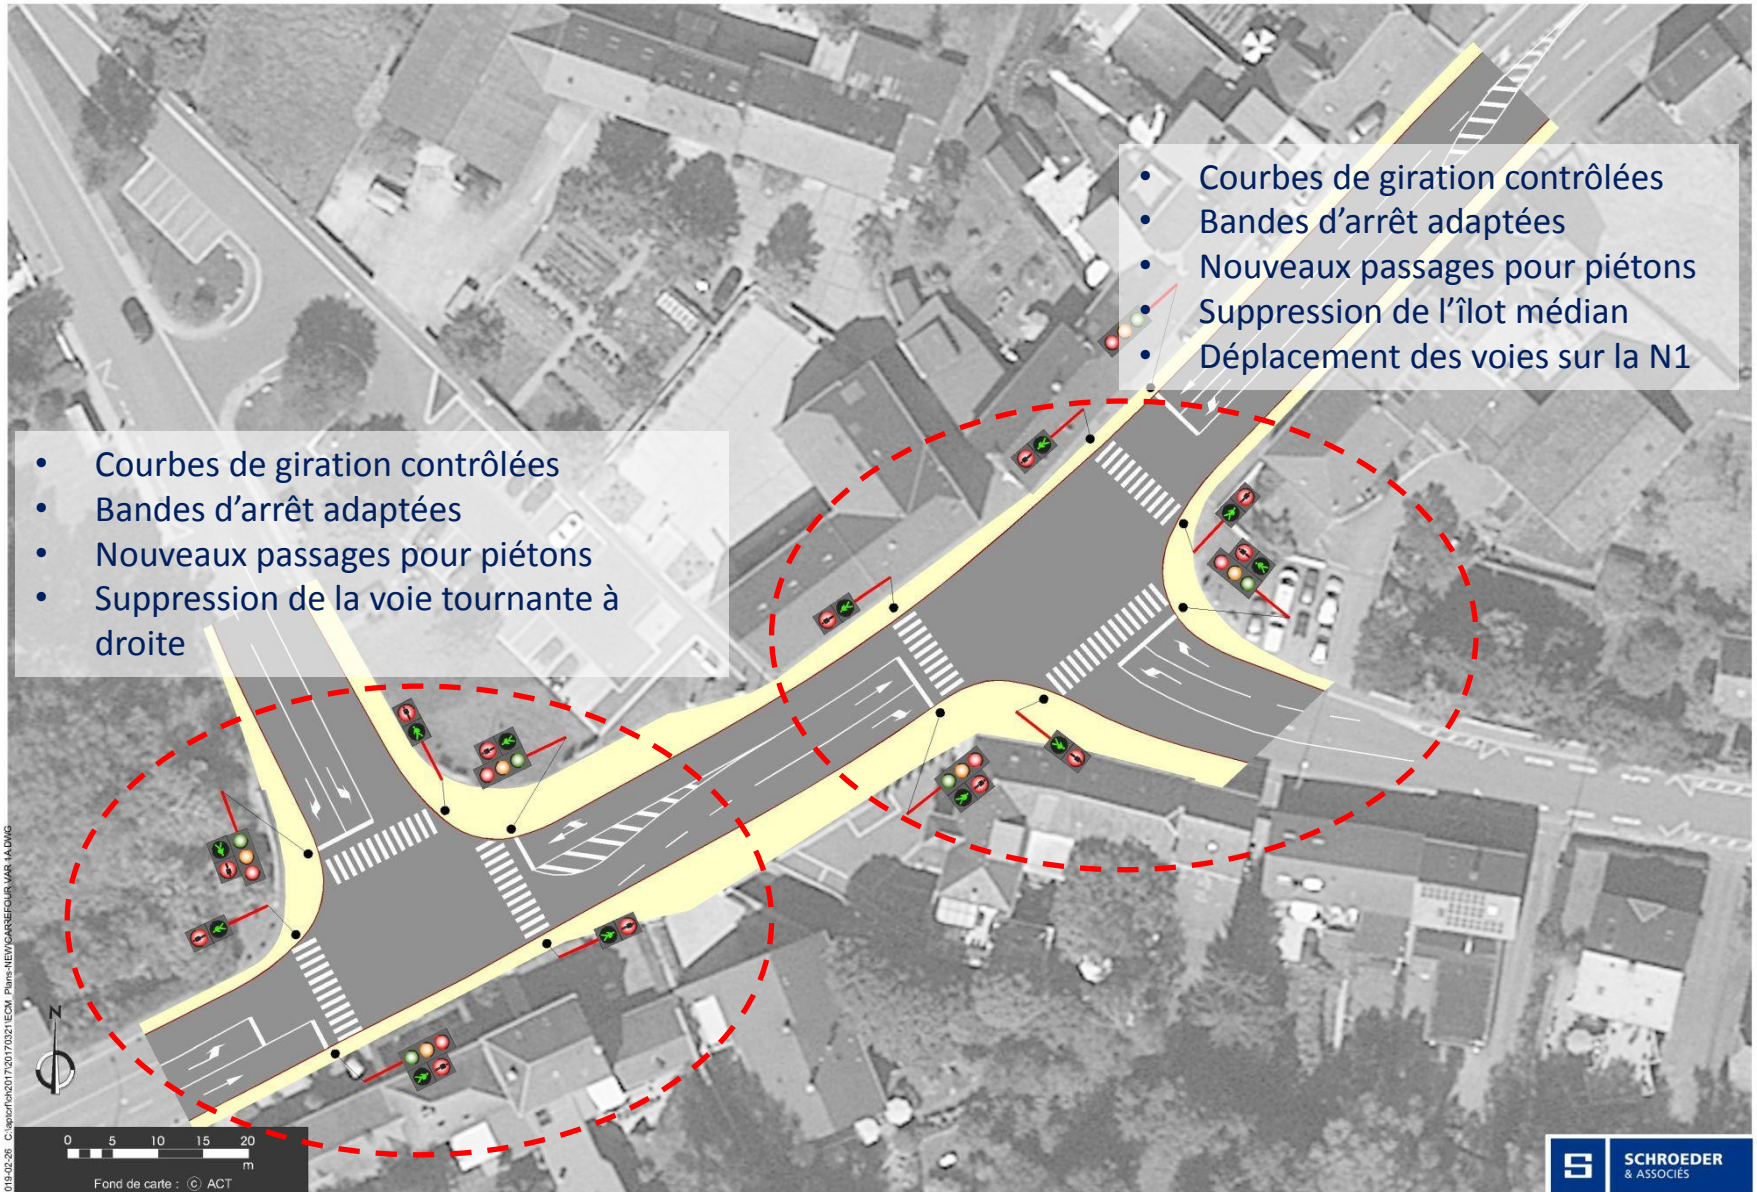 • Courbes de giration contrôlées
• Bandes d’arrêt adaptées
• Nouveaux passages pour piétons
• Suppression de l’îlot médian
• Déplacement des voies sur la N1
• Courbes de giration contrôlées
• Bandes d’arrêt adaptées
• Nouveaux passages pour piétons
• Suppression de la voie tournante à
droite
N
0 5 10 15 20
m
Fond de carte : © ACT
SCHROEDER
& ASSOCIÉS